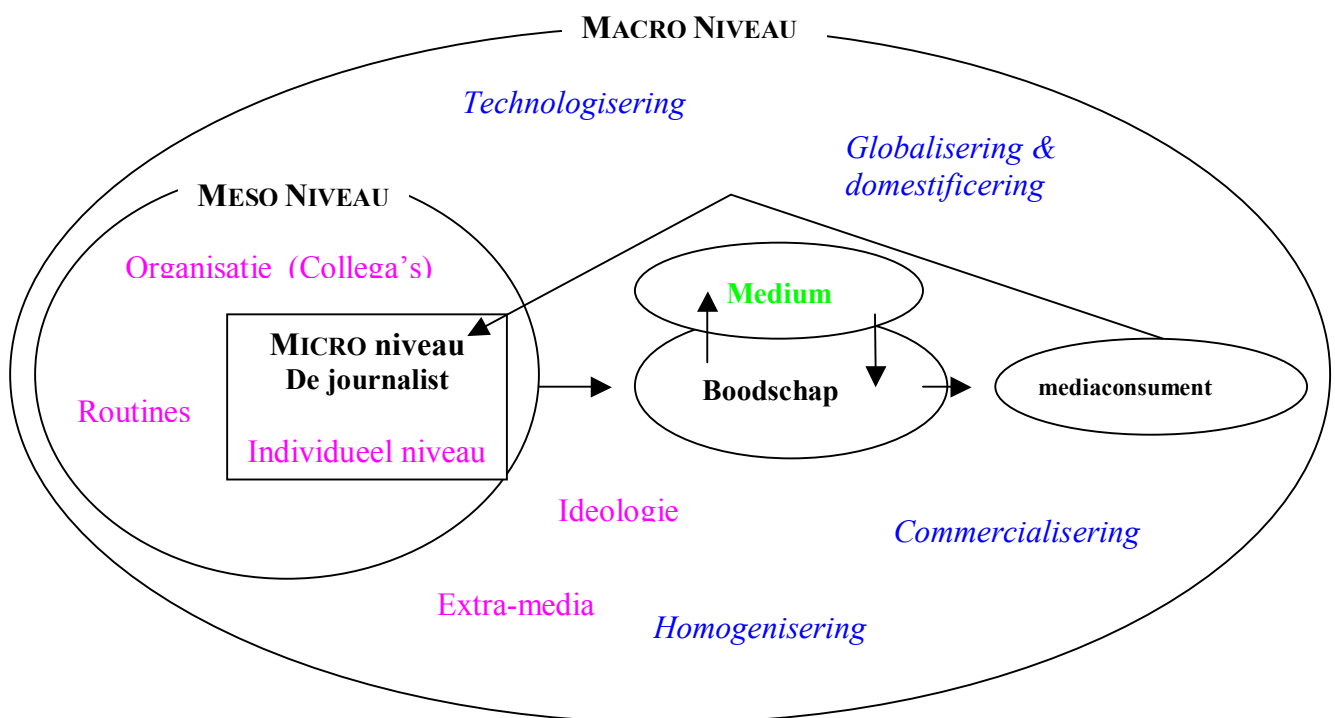 MACRO NIVEAU
Technologisering
Globalisering &
domestificering
MESO NIVEAU
Organisatie (Collega's)
Medium
MICRO niveau
De journalist
Boodschap
mediaconsument
Routines
Individueel niveau
Ideologie
Commercialisering
Extra-media
Homogenisering